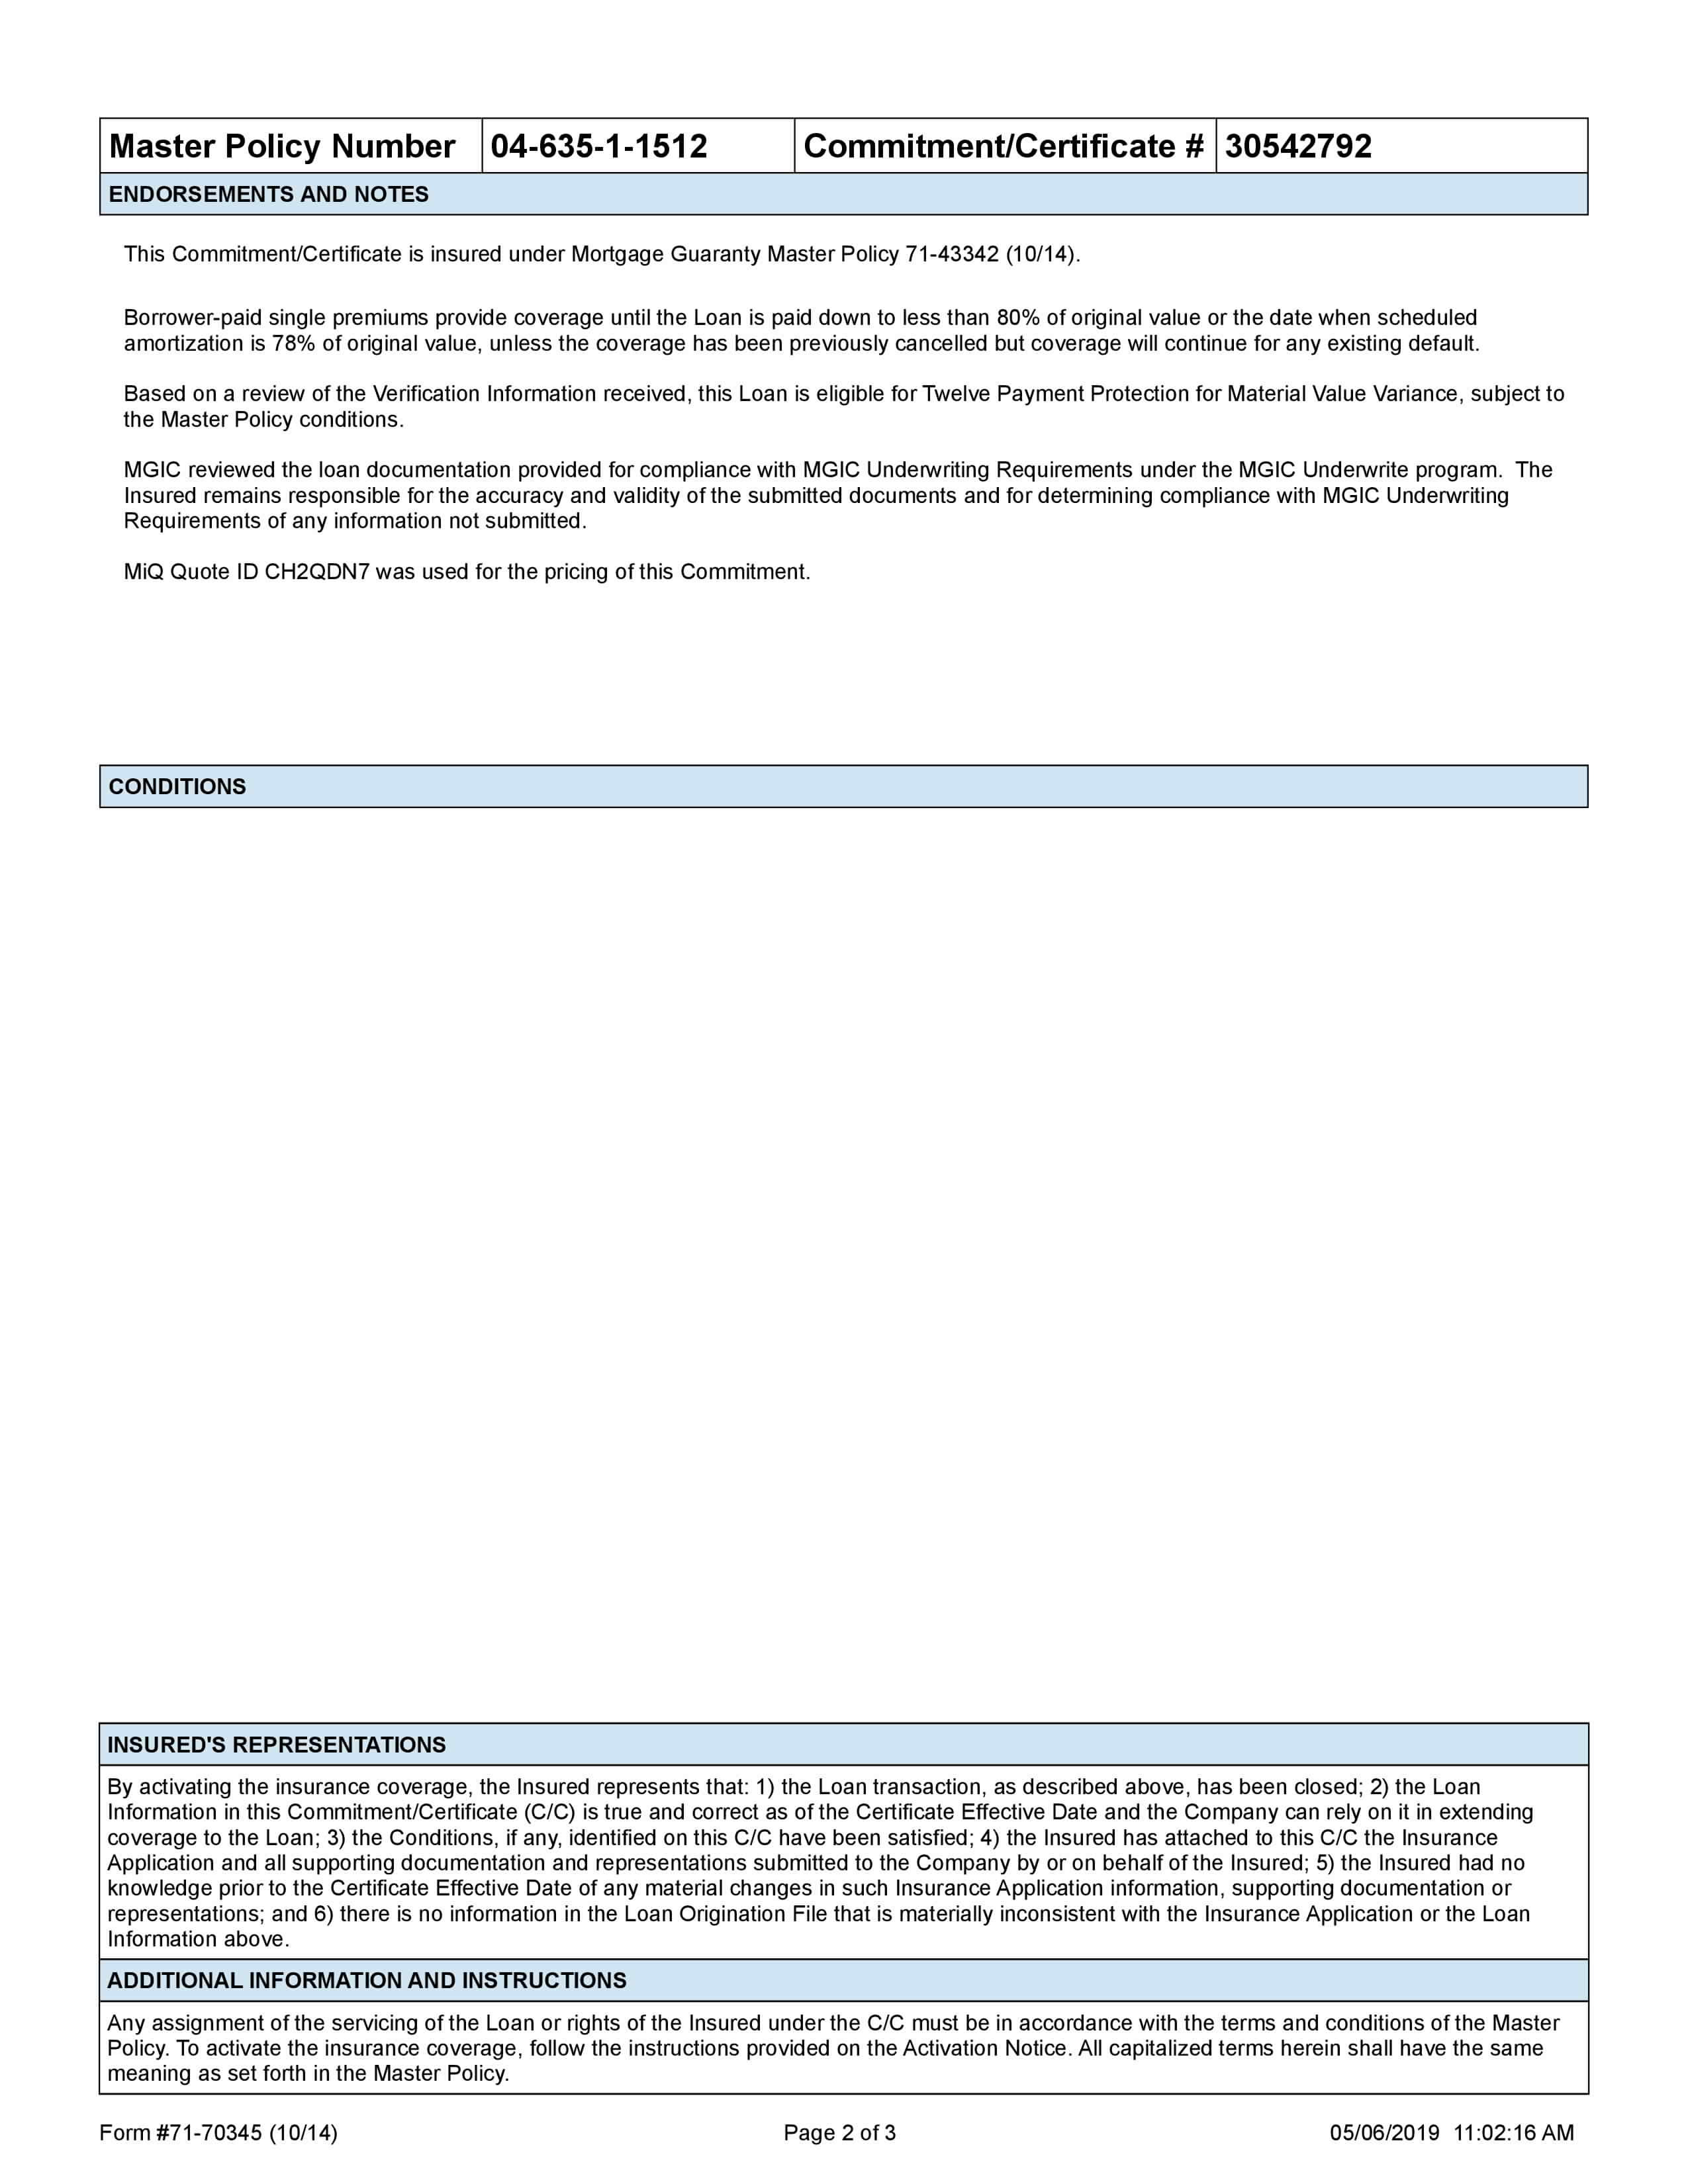 Master Policy Number 04-635-1-1512 Commitment/Certificate # 30542792
ENDORSEMENTS AND NOTES
This Commitment/Certificate is insured under Mortgage Guaranty Master Policy 71-43342 (10/14).
Borrower-paid single premiums provide coverage until the Loan is paid down to less than 80% of original value or the date when scheduled
amortization is 78% of original value, unless the coverage has been previously cancelled but coverage will continue for any existing default.
Based on a review of the Verification Information received, this Loan is eligible for Twelve Payment Protection for Material Value Variance, subject to
the Master Policy conditions.
MGIC reviewed the loan documentation provided for compliance with MGIC Underwriting Requirements under the MGIC Underwrite program.  The
Insured remains responsible for the accuracy and validity of the submitted documents and for determining compliance with MGIC Underwriting
Requirements of any information not submitted.
MiQ Quote ID CH2QDN7 was used for the pricing of this Commitment.
CONDITIONS
INSURED'S REPRESENTATIONS
By activating the insurance coverage, the Insured represents that: 1) the Loan transaction, as described above, has been closed; 2) the Loan
Information in this Commitment/Certificate (C/C) is true and correct as of the Certificate Effective Date and the Company can rely on it in extending
coverage to the Loan; 3) the Conditions, if any, identified on this C/C have been satisfied; 4) the Insured has attached to this C/C the Insurance
Application and all supporting documentation and representations submitted to the Company by or on behalf of the Insured; 5) the Insured had no
knowledge prior to the Certificate Effective Date of any material changes in such Insurance Application information, supporting documentation or
representations; and 6) there is no information in the Loan Origination File that is materially inconsistent with the Insurance Application or the Loan
Information above.
ADDITIONAL INFORMATION AND INSTRUCTIONS
Any assignment of the servicing of the Loan or rights of the Insured under the C/C must be in accordance with the terms and conditions of the Master
Policy. To activate the insurance coverage, follow the instructions provided on the Activation Notice. All capitalized terms herein shall have the same
meaning as set forth in the Master Policy.
Form #71-70345 (10/14) Page 2 of 3 05/06/2019  11:02:16 AM